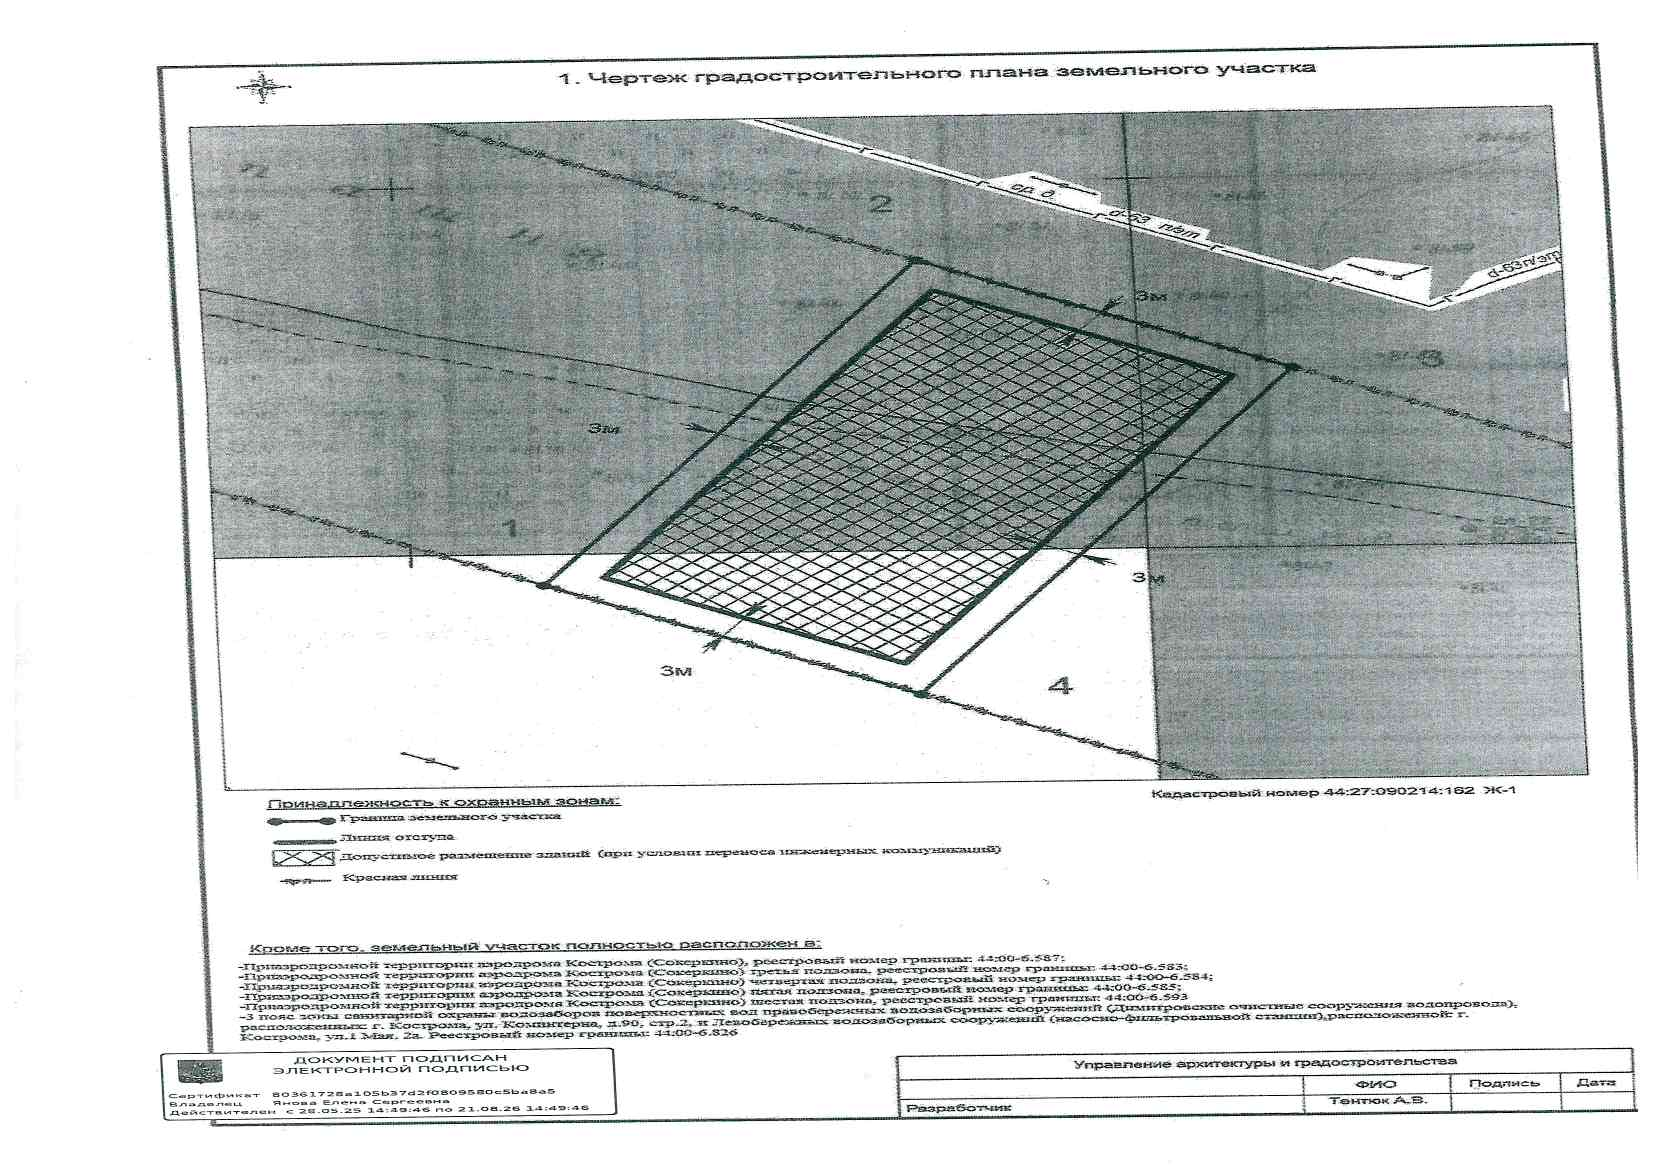 1. Чертеж градостроительного плана земельного участка
2
ср. д.
d-63 п/эт
d-63п/эт
3м
3
3м
1
3м
3м
4
Кадастровый номер 44:27:090214:162 Ж-1
Принадлежность к охранным зонам:
Граница земельного участка
Линия отступа
Допустимое размещение зданий (при условии переноса инженерных коммуникаций)
Красная линия
Кроме того, земельный участок полностью расположен в:
-Приаэродромной территории аэродрома Кострома (Сокеркино), реестровый номер границы: 44:00-6.587;
-Приаэродромной территории аэродрома Кострома (Сокеркино) третья подзона, реестровый номер границы: 44:00-6.583;
-Приаэродромной территории аэродрома Кострома (Сокеркино) четвертая подзона, реестровый номер границы: 44:00-6.584;
-Приаэродромной территории аэродрома Кострома (Сокеркино) пятая подзона, реестровый номер границы: 44:00-6.585;
-Приаэродромной территории аэродрома Кострома (Сокеркино) шестая подзона, реестровый номер границы: 44:00-6.593
-3 пояс зоны санитарной охраны водозаборов поверхностных вод правобережных водозаборных сооружений (Димитровские очистные сооружения водопровода),
расположенных: г. Кострома, ул. Коминтерна, д.90, стр.2, и Левобережных водозаборных сооружений (насосно-фильтровальной станции),расположенной: г.
Кострома, ул.1 Мая, 2а. Реестровый номер границы: 44:00-6.826
ДОКУМЕНТ ПОДПИСАН
ЭЛЕКТРОННОЙ ПОДПИСЬЮ
Сертификат 80361728a105b37d2f0809580c5ba8a5
Владелец Янова Елена Сергеевна
Действителен с 28.05.25 14:49:46 по 21.08.26 14:49:46
Управление архитектуры и градостроительства
ФИО Подпись Дата
Разработчик Тентюк А.В.